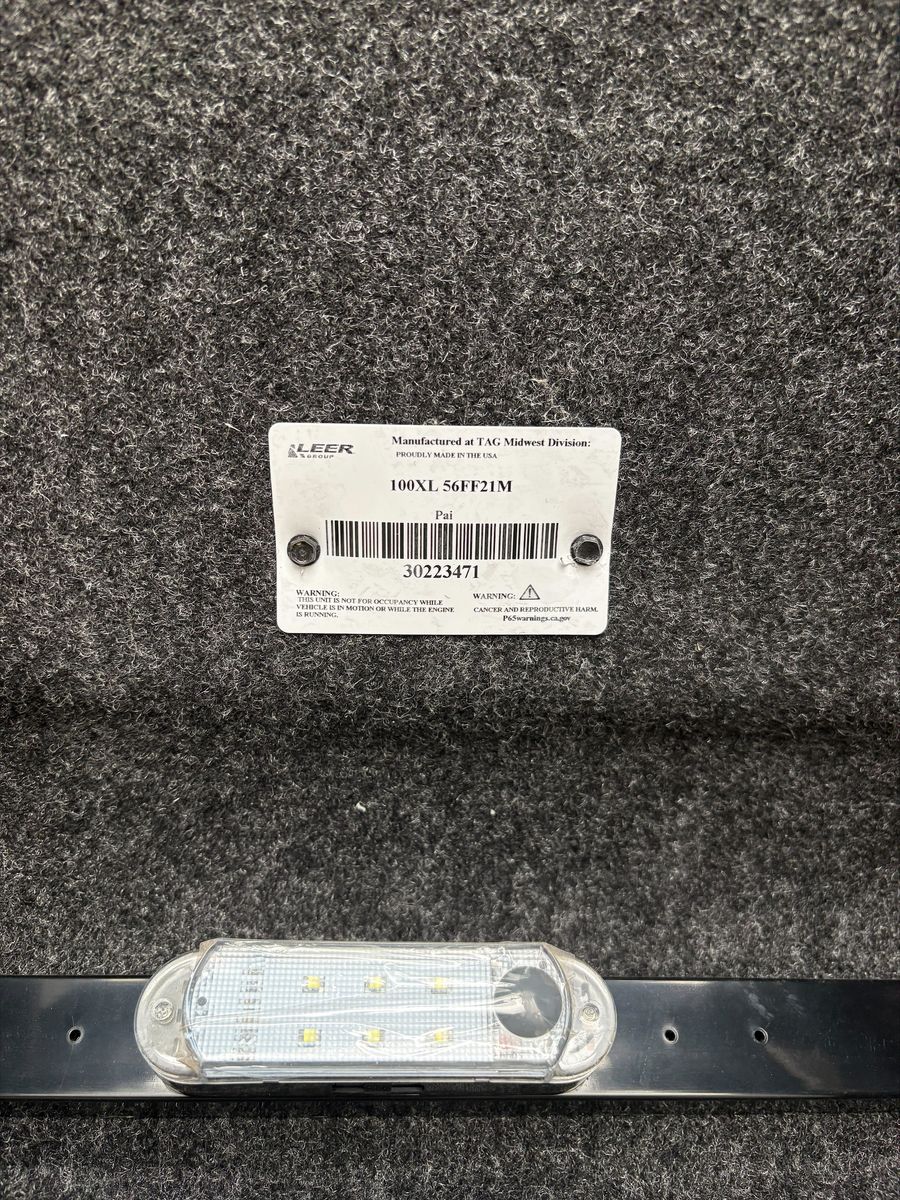 LEER
GROUP
Manufactured at TAG Midwest Division:
PROUDLY MADE IN THE USA
100XL 56FF21M
Pai
30223471
WARNING:
THIS UNIT IS NOT FOR OCCUPANCY WHILE
VEHICLE IS IN MOTION OR WHILE THE ENGINE
IS RUNNING.
WARNING:
CANCER AND REPRODUCTIVE HARM.
P65warnings.ca.gov